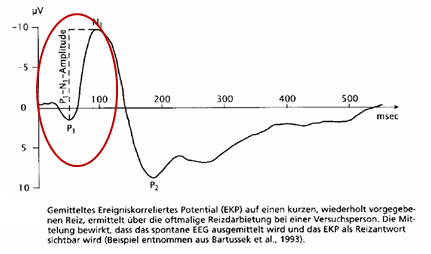 µV
-10
N₁
-5
P₁-N₁-Amplitude
0
100
200
300
400
500
msec
P₁
5
P₂
10
Gemitteltes Ereigniskorreliertes Potential (EKP) auf einen kurzen, wiederholt vorgegebe-
nen Reiz, ermittelt über die oftmalige Reizdarbietung bei einer Versuchsperson. Die Mit-
telung bewirkt, dass das spontane EEG ausgemittelt wird und das EKP als Reizantwort
sichtbar wird (Beispiel entnommen aus Bartussek et al., 1993).